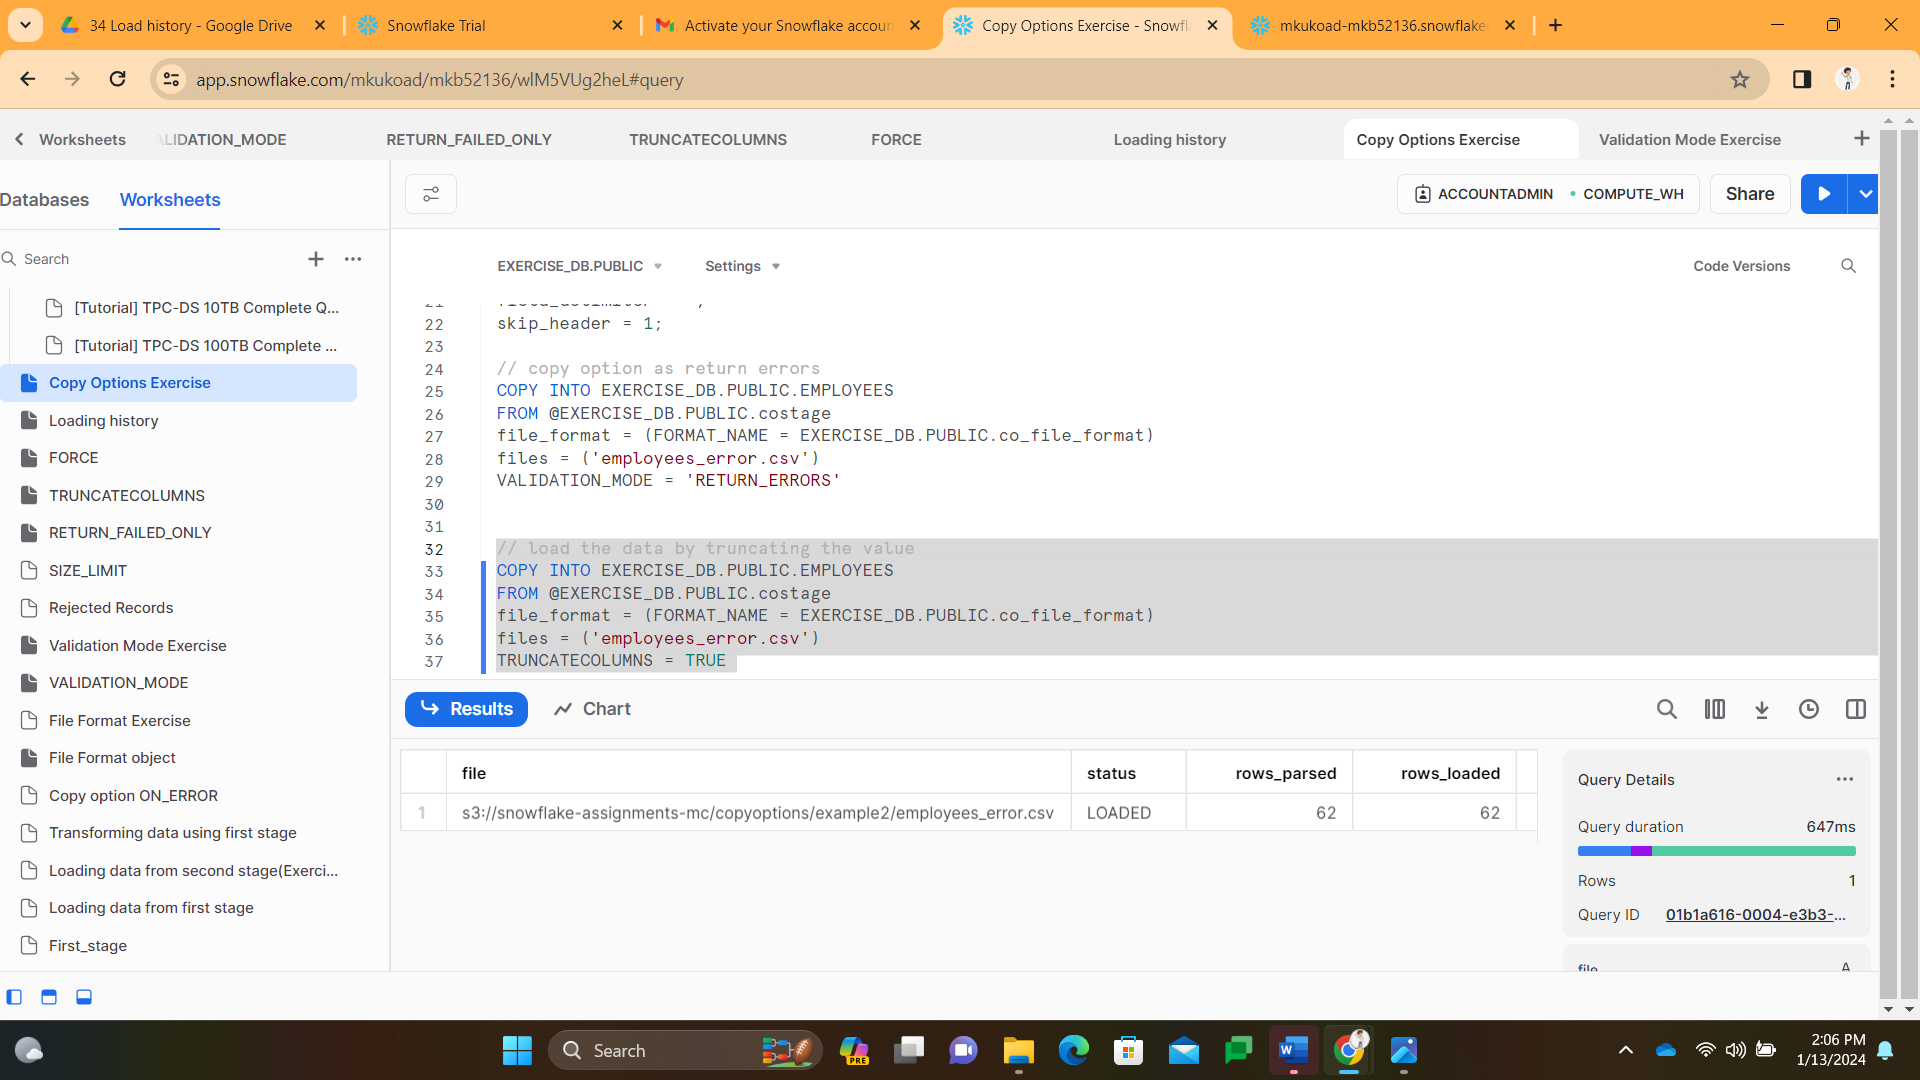 34 Load history - Google Drive
Snowflake Trial
Activate your Snowflake accoun
Copy Options Exercise - Snowfl
mkukoad-mkb52136.snowflake
app.snowflake.com/mkukoad/mkb52136/wlM5VUg2heL#query
Worksheets
ALIDATION_MODE
RETURN_FAILED_ONLY
TRUNCATECOLUMNS
FORCE
Loading history
Copy Options Exercise
Validation Mode Exercise
Databases
Worksheets
ACCOUNTADMIN
COMPUTE_WH
Share
Search
EXERCISE_DB.PUBLIC
Settings
Code Versions
[Tutorial] TPC-DS 10TB Complete Q...
[Tutorial] TPC-DS 100TB Complete ...
Copy Options Exercise
Loading history
FORCE
TRUNCATECOLUMNS
RETURN_FAILED_ONLY
SIZE_LIMIT
Rejected Records
Validation Mode Exercise
VALIDATION_MODE
File Format Exercise
File Format object
Copy option ON_ERROR
Transforming data using first stage
Loading data from second stage(Exerci...
Loading data from first stage
First_stage
22 skip_header = 1;
23
24 // copy option as return errors
25 COPY INTO EXERCISE_DB.PUBLIC.EMPLOYEES
26 FROM @EXERCISE_DB.PUBLIC.costage
27 file_format = (FORMAT_NAME = EXERCISE_DB.PUBLIC.co_file_format)
28 files = ('employees_error.csv')
29 VALIDATION_MODE = 'RETURN_ERRORS'
30
31
32 // load the data by truncating the value
33 COPY INTO EXERCISE_DB.PUBLIC.EMPLOYEES
34 FROM @EXERCISE_DB.PUBLIC.costage
35 file_format = (FORMAT_NAME = EXERCISE_DB.PUBLIC.co_file_format)
36 files = ('employees_error.csv')
37 TRUNCATECOLUMNS = TRUE
Results
Chart
file status rows_parsed rows_loaded
1 s3://snowflake-assignments-mc/copyoptions/example2/employees_error.csv LOADED 62 62
Query Details
Query duration 647ms
Rows 1
Query ID 01b1a616-0004-e3b3-...
file A
Search
PRE
2:06 PM
1/13/2024